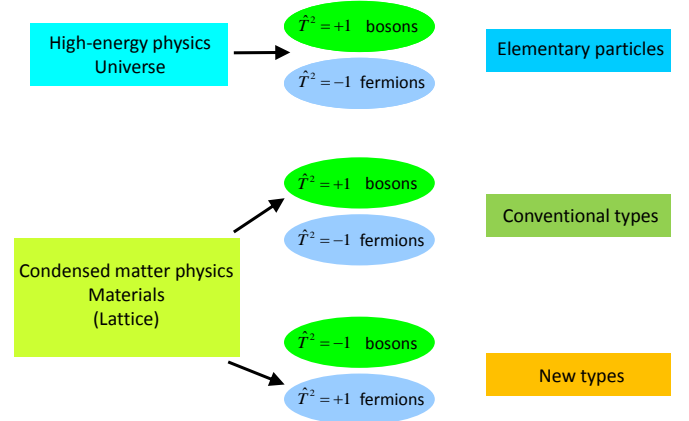 High-energy physics
Universe
T̂² = +1 bosons
T̂² = −1 fermions
Elementary particles
Condensed matter physics
Materials
(Lattice)
T̂² = +1 bosons
T̂² = −1 fermions
Conventional types
T̂² = −1 bosons
T̂² = +1 fermions
New types